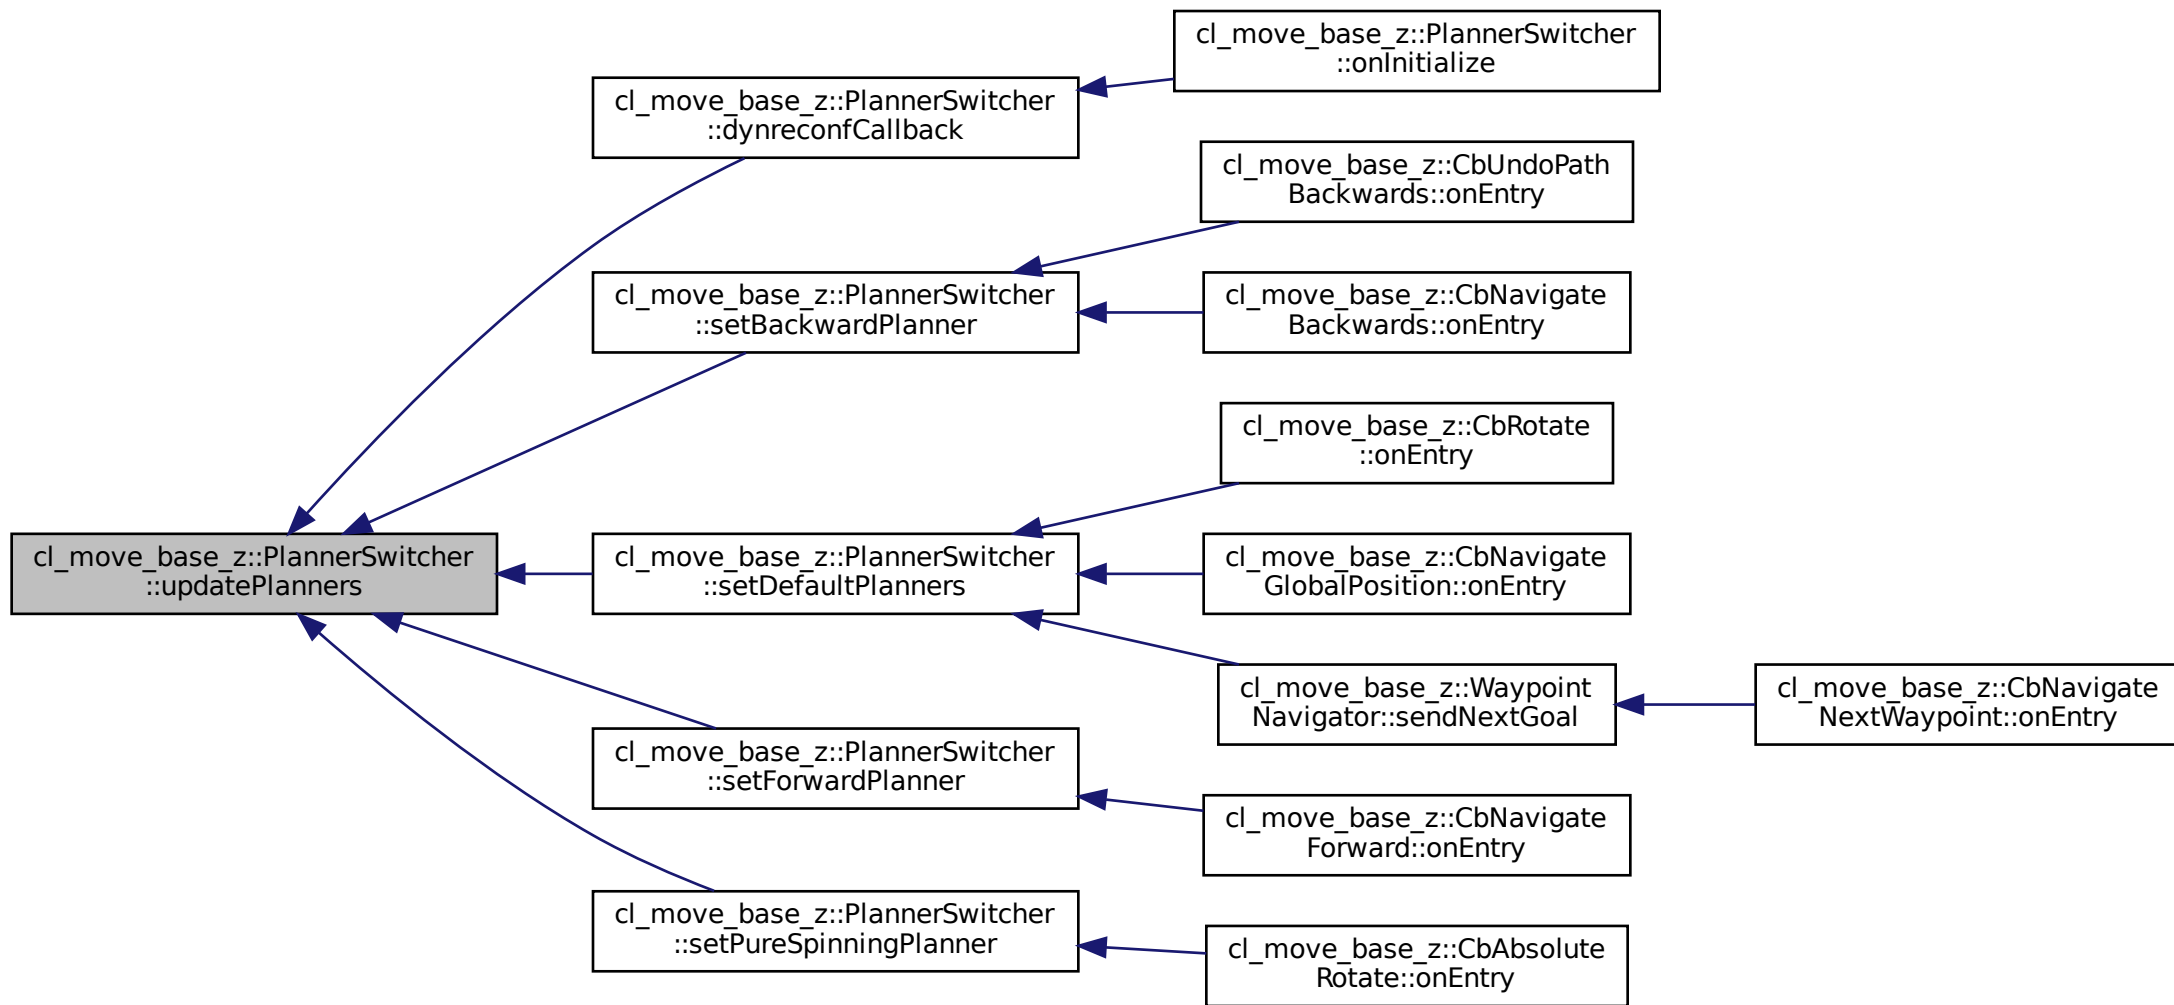 cl_move_base_z::PlannerSwitcher
::updatePlanners
cl_move_base_z::PlannerSwitcher
::dynreconfCallback
cl_move_base_z::PlannerSwitcher
::onInitialize
cl_move_base_z::PlannerSwitcher
::setBackwardPlanner
cl_move_base_z::CbUndoPath
Backwards::onEntry
cl_move_base_z::CbNavigate
Backwards::onEntry
cl_move_base_z::PlannerSwitcher
::setDefaultPlanners
cl_move_base_z::CbRotate
::onEntry
cl_move_base_z::CbNavigate
GlobalPosition::onEntry
cl_move_base_z::Waypoint
Navigator::sendNextGoal
cl_move_base_z::CbNavigate
NextWaypoint::onEntry
cl_move_base_z::PlannerSwitcher
::setForwardPlanner
cl_move_base_z::CbNavigate
Forward::onEntry
cl_move_base_z::PlannerSwitcher
::setPureSpinningPlanner
cl_move_base_z::CbAbsolute
Rotate::onEntry